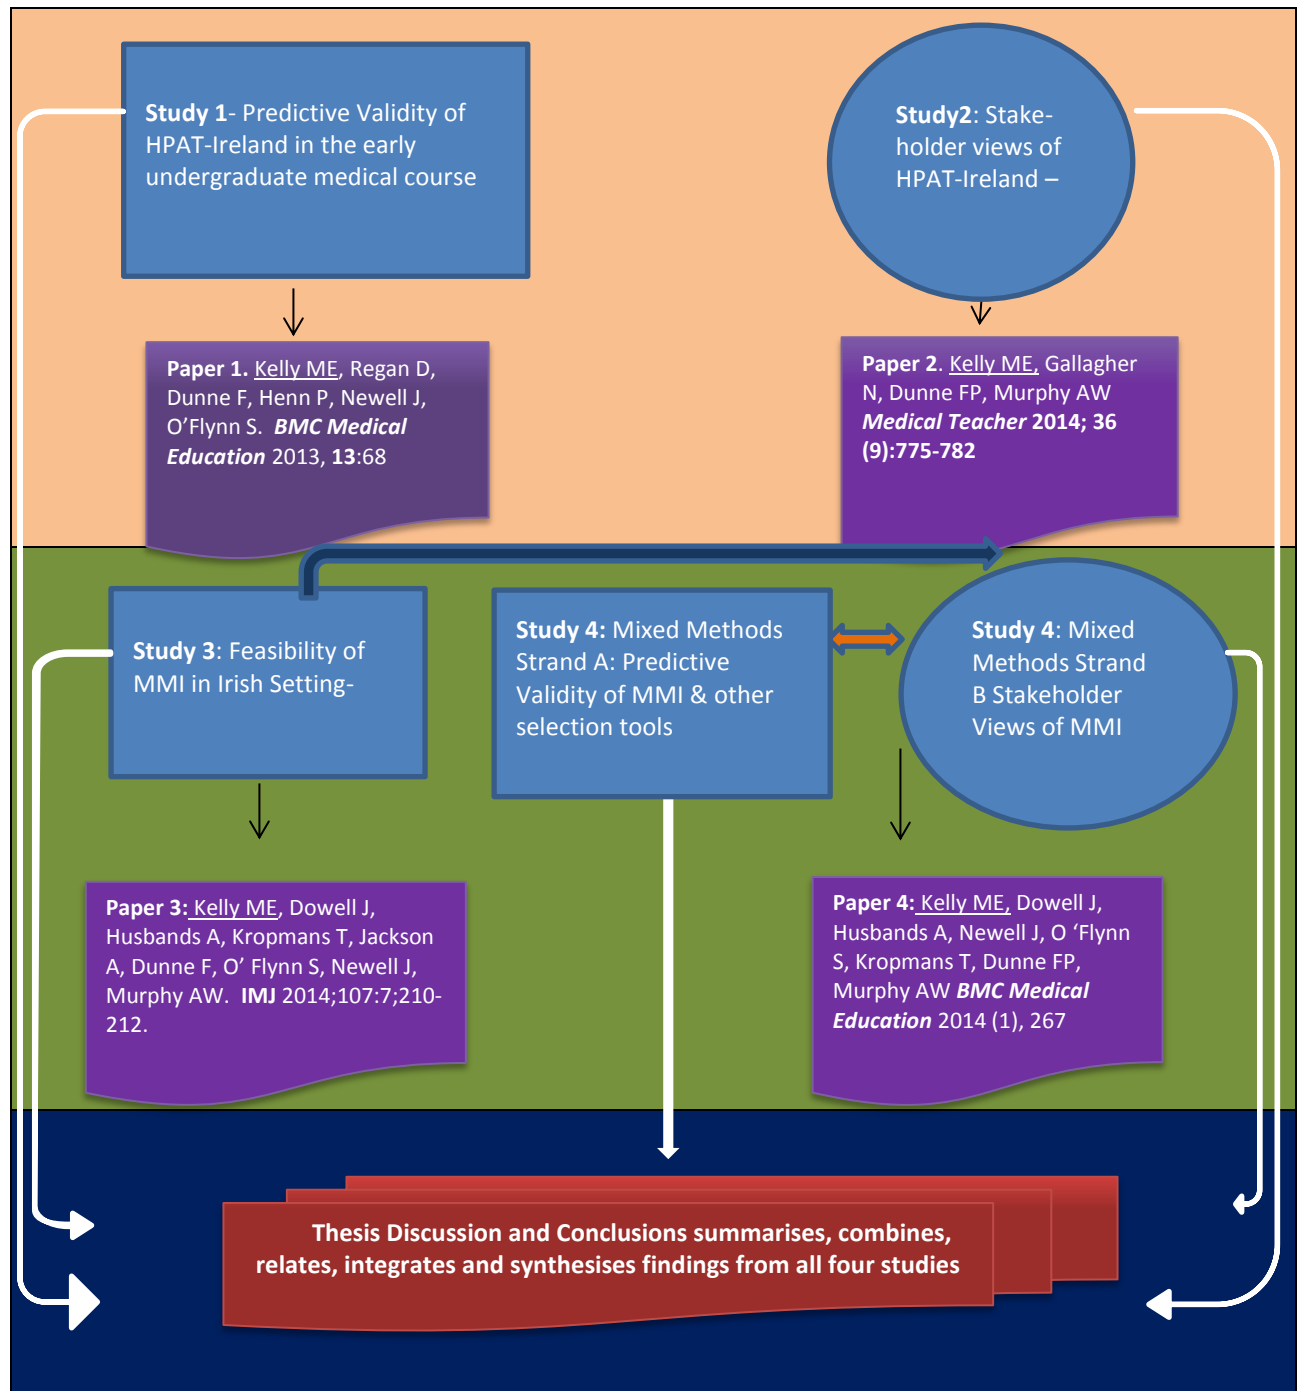 Study 1- Predictive Validity of
HPAT-Ireland in the early
undergraduate medical course
Study2: Stake-
holder views of
HPAT-Ireland –
Paper 1. Kelly ME, Regan D,
Dunne F, Henn P, Newell J,
O’Flynn S. BMC Medical
Education 2013, 13:68
Paper 2. Kelly ME, Gallagher
N, Dunne FP, Murphy AW
Medical Teacher 2014; 36
(9):775-782
Study 3: Feasibility of
MMI in Irish Setting-
Study 4: Mixed Methods
Strand A: Predictive
Validity of MMI & other
selection tools
Study 4: Mixed
Methods Strand
B Stakeholder
Views of MMI
Paper 3: Kelly ME, Dowell J,
Husbands A, Kropmans T, Jackson
A, Dunne F, O’ Flynn S, Newell J,
Murphy AW. IMJ 2014;107:7;210-
212.
Paper 4: Kelly ME, Dowell J,
Husbands A, Newell J, O ‘Flynn
S, Kropmans T, Dunne FP,
Murphy AW BMC Medical
Education 2014 (1), 267
Thesis Discussion and Conclusions summarises, combines,
relates, integrates and synthesises findings from all four studies